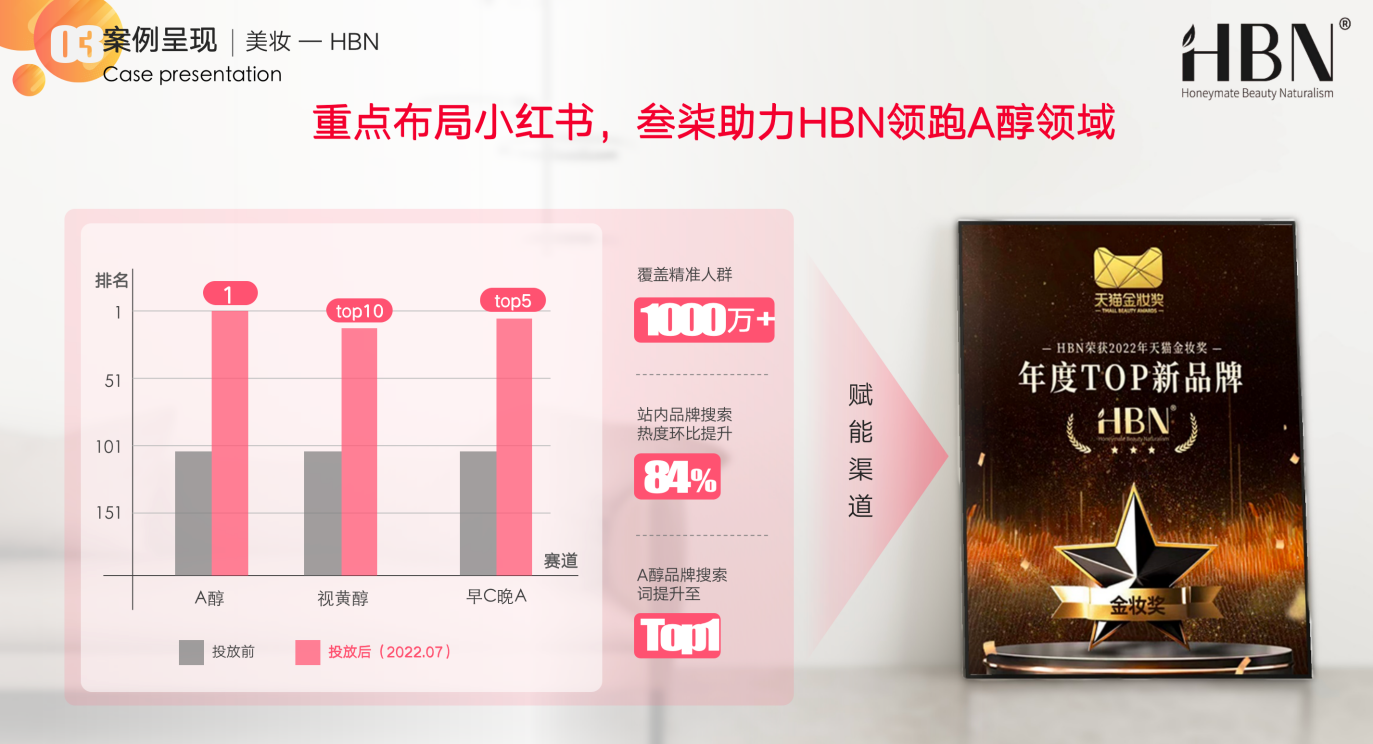 03
案例呈现 | 美妆 — HBN
Case presentation
HBN®
Honeymate Beauty Naturalism
重点布局小红书，叁柒助力HBN领跑A醇领域
排名
1
51
101
151
1
top10
top5
赛道
A醇
视黄醇
早C晚A
投放前
投放后（2022.07）
覆盖精准人群
1000万+
站内品牌搜索
热度环比提升
84%
A醇品牌搜索
词提升至
Top1
赋
能
渠
道
天猫金妆奖
— TMALL BEAUTY AWARDS —
— HBN荣获2022年天猫金妆奖 —
年度TOP新品牌
HBN®
Honeymate Beauty Naturalism
金妆奖